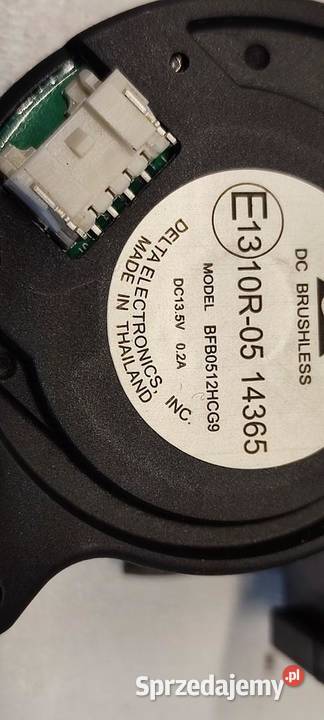 DC BRUSHLESS
E13 10R-05 14365
MODEL BFB0512HCG9
DC13.5V 0.2A
DELTA ELECTRONICS, INC.
MADE IN THAILAND
Sprzedajemy.pl